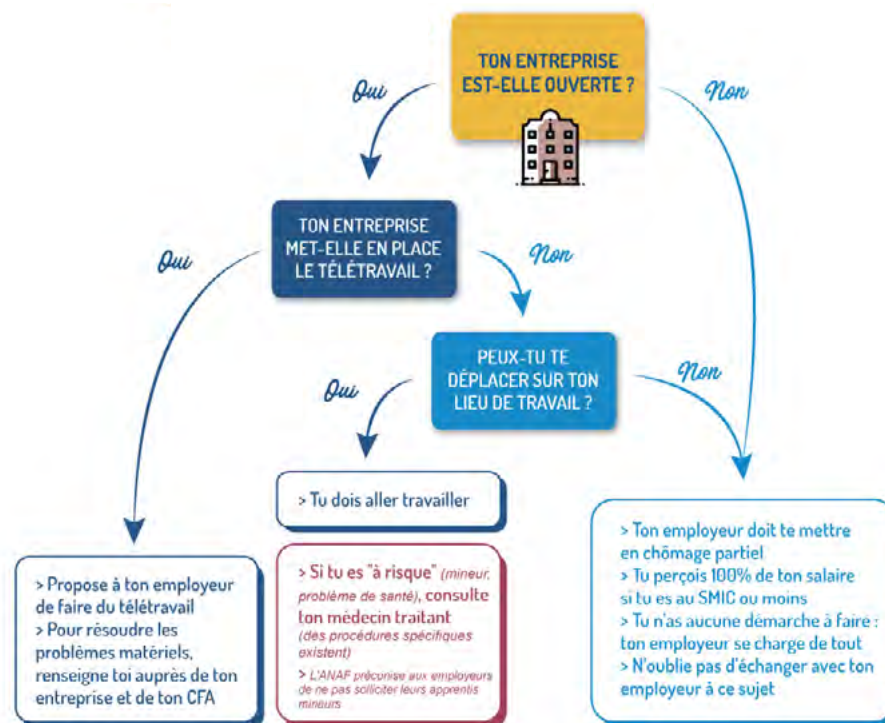 TON ENTREPRISE
EST-ELLE OUVERTE ?
Oui
Non
TON ENTREPRISE
MET-ELLE EN PLACE
LE TÉLÉTRAVAIL ?
Oui
Non
PEUX-TU TE
DÉPLACER SUR TON
LIEU DE TRAVAIL ?
Oui
Non
> Tu dois aller travailler
> Propose à ton employeur
de faire du télétravail
> Pour résoudre les
problèmes matériels,
renseigne toi auprès de ton
entreprise et de ton CFA
> Si tu es "à risque" (mineur,
problème de santé), consulte
ton médecin traitant
(des procédures spécifiques
existent)
> L'ANAF préconise aux employeurs
de ne pas solliciter leurs apprentis
mineurs
> Ton employeur doit te mettre
en chômage partiel
> Tu perçois 100% de ton salaire
si tu es au SMIC ou moins
> Tu n'as aucune démarche à faire :
ton employeur se charge de tout
> N'oublie pas d'échanger avec ton
employeur à ce sujet